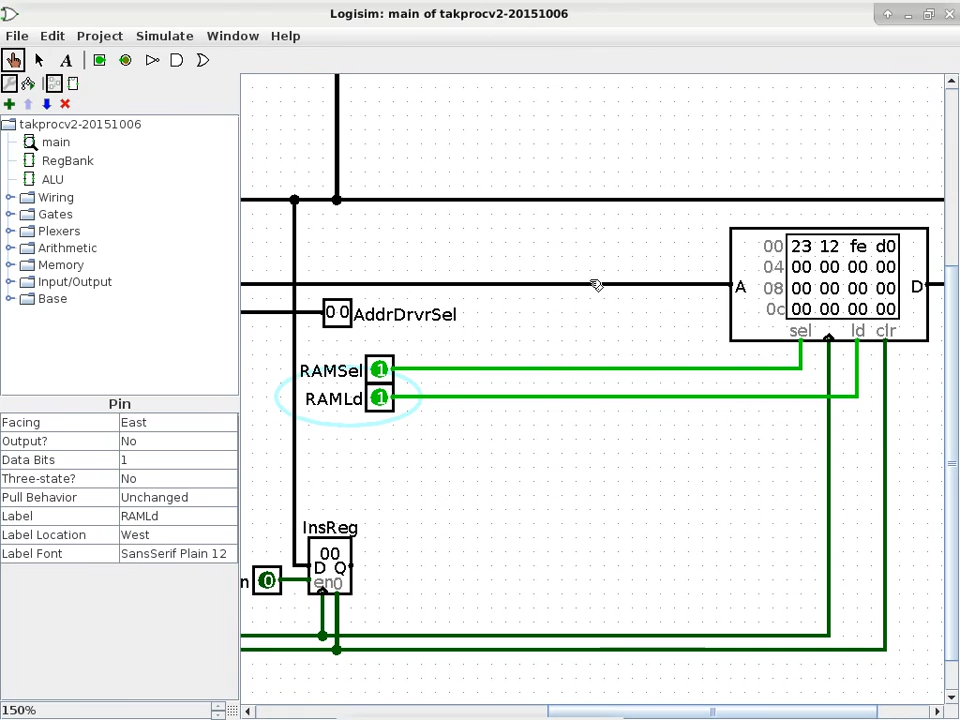 Logisim: main of takprocv2-20151006
File Edit Project Simulate Window Help
A
takprocv2-20151006
main
RegBank
ALU
Wiring
Gates
Plexers
Arithmetic
Memory
Input/Output
Base
Pin
Facing East
Output? No
Data Bits 1
Three-state? No
Pull Behavior Unchanged
Label RAMLd
Label Location West
Label Font SansSerif Plain 12
150%
00 23 12 fe d0
04 00 00 00 00
08 00 00 00 00
0c 00 00 00 00
A D
sel ld clr
0 0 AddrDrvrSel
RAMSel 1
RAMLd 1
InsReg
00
D Q
en 0
n 0